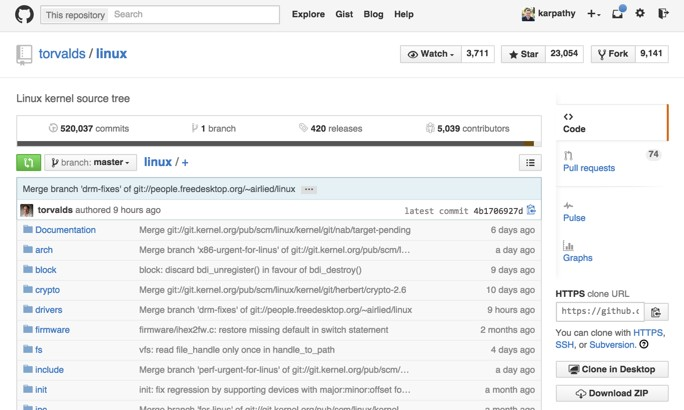 This repository Search Explore Gist Blog Help karpathy
torvalds / linux Watch 3,711 Star 23,054 Fork 9,141
Linux kernel source tree
520,037 commits 1 branch 420 releases 5,039 contributors
branch: master linux / +
Merge branch 'drm-fixes' of git://people.freedesktop.org/~airlied/linux ...
torvalds authored 9 hours ago latest commit 4b1706927d
Documentation Merge git://git.kernel.org/pub/scm/linux/kernel/git/nab/target-pending 6 days ago
arch Merge branch 'x86-urgent-for-linus' of git://git.kernel.org/pub/scm/l... a day ago
block block: discard bdi_unregister() in favour of bdi_destroy() 9 days ago
crypto Merge git://git.kernel.org/pub/scm/linux/kernel/git/herbert/crypto-2.6 10 days ago
drivers Merge branch 'drm-fixes' of git://people.freedesktop.org/~airlied/linux 9 hours ago
firmware firmware/ihex2fw.c: restore missing default in switch statement 2 months ago
fs vfs: read file_handle only once in handle_to_path 4 days ago
include Merge branch 'perf-urgent-for-linus' of git://git.kernel.org/pub/scm/... a day ago
init init: fix regression by supporting devices with major:minor:offset fo... a month ago
ipc Merge branch 'for-linus' of git://git.kernel.org/pub/scm/linux/kernel... a month ago
Code
Pull requests 74
Pulse
Graphs
HTTPS clone URL
https://github.c
You can clone with HTTPS,
SSH, or Subversion.
Clone in Desktop
Download ZIP